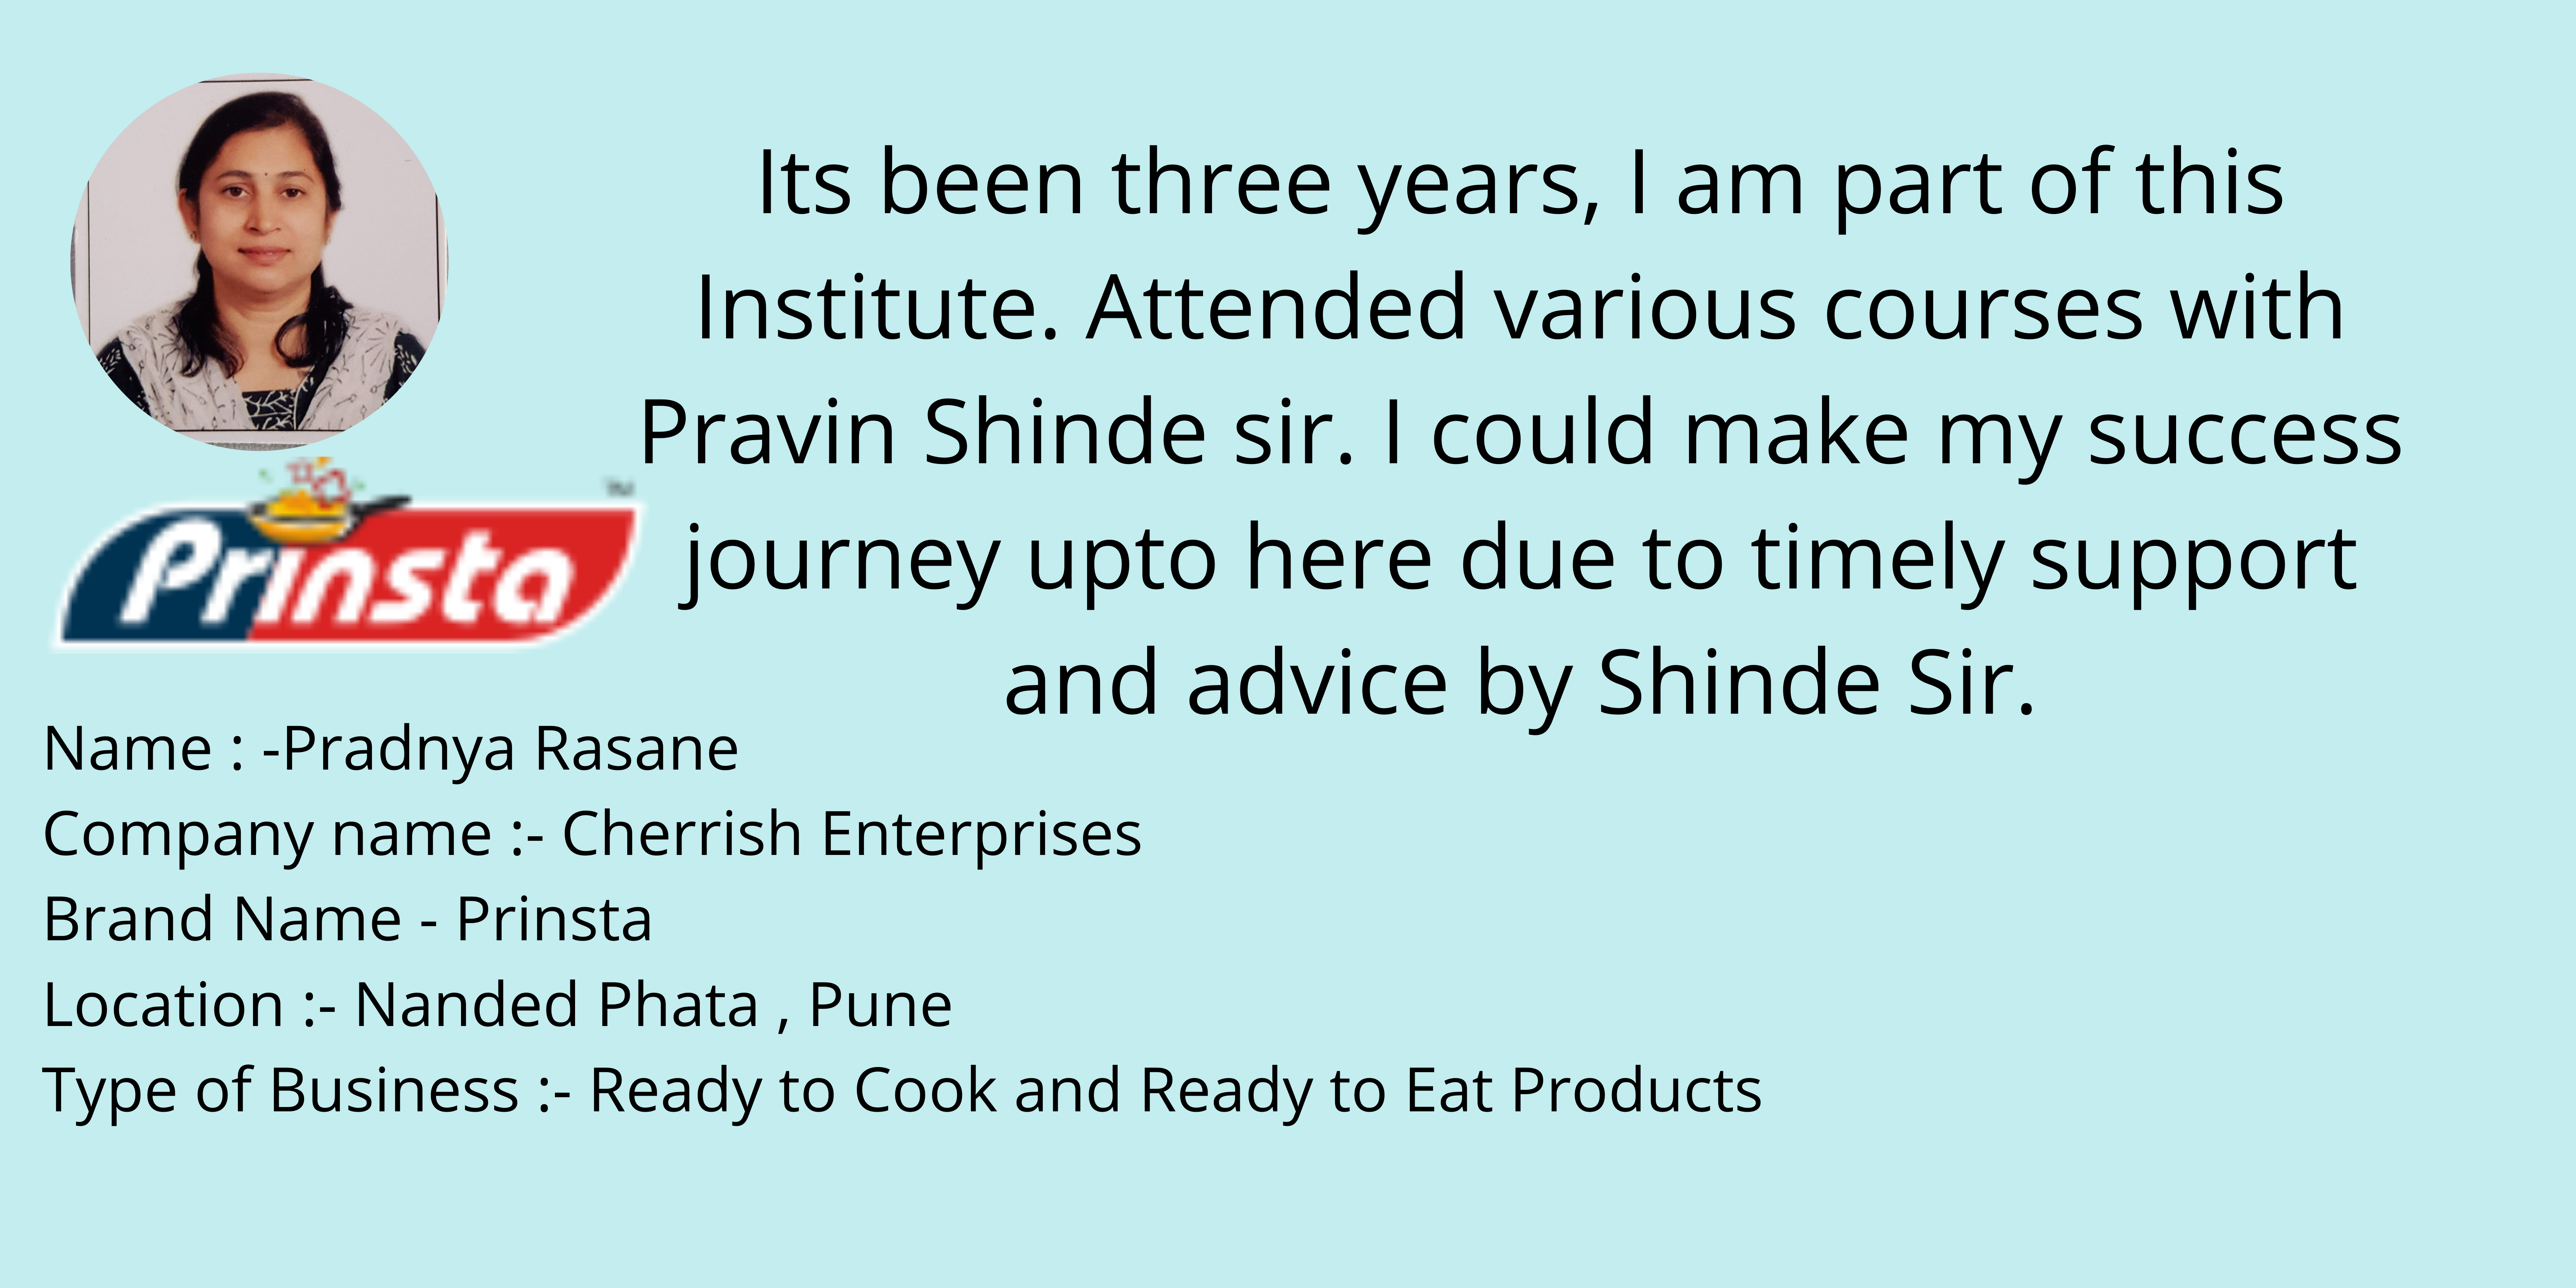 Its been three years, I am part of this
Institute. Attended various courses with
Pravin Shinde sir. I could make my success
journey upto here due to timely support
and advice by Shinde Sir.
Prinsta
TM
Name : -Pradnya Rasane
Company name :- Cherrish Enterprises
Brand Name - Prinsta
Location :- Nanded Phata , Pune
Type of Business :- Ready to Cook and Ready to Eat Products